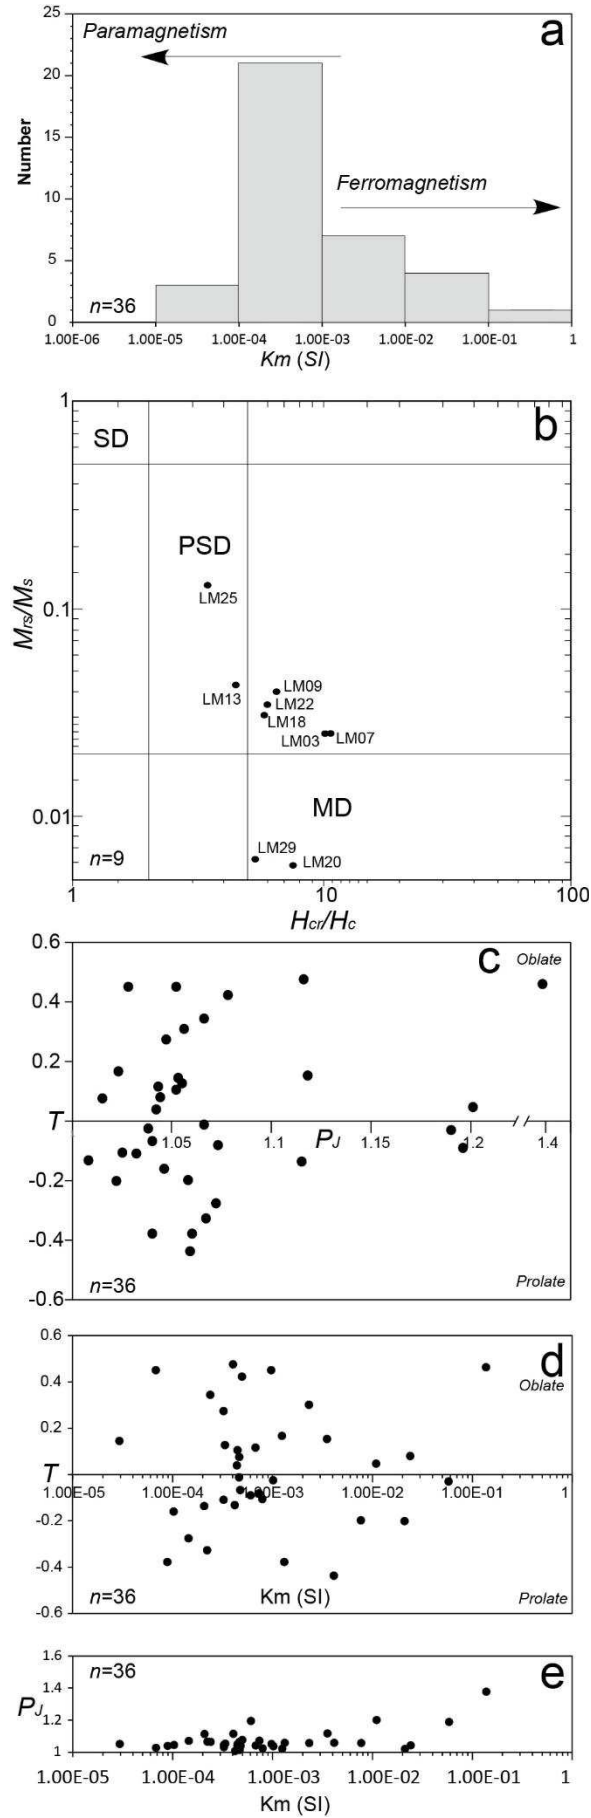 25
a
Paramagnetism
20
15
Number
Ferromagnetism
10
5
n=36
0
1.00E-06 1.00E-05 1.00E-04 1.00E-03 1.00E-02 1.00E-01 1
Km (SI)
1
b
SD
PSD
Mrs/Ms
LM25
0.1
LM13
LM09
LM22
LM18
LM03
LM07
MD
0.01
LM29
LM20
n=9
1 10 100
Hcr/Hc
0.6
c
Oblate
0.4
0.2
T
1.05 1.1 PJ 1.15 1.2 1.4
-0.2
-0.4
n=36
Prolate
-0.6
0.6
d
Oblate
0.4
0.2
T
1.00E-05 1.00E-04 1.00E-03 1.00E-02 1.00E-01 1
-0.2
-0.4
n=36
Km (SI)
Prolate
-0.6
1.6
n=36
e
1.4
PJ
1.2
1
1.00E-05 1.00E-04 1.00E-03 1.00E-02 1.00E-01 1
Km (SI)